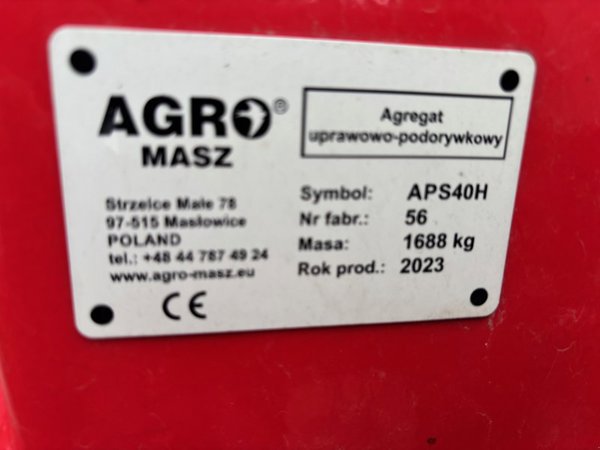 AGRO®
MASZ
Strzelce Małe 78
97-515 Masłowice
POLAND
tel.: +48 44 787 49 24
www.agro-masz.eu
CE
Agregat
uprawowo-podorywkowy
Symbol: APS40H
Nr fabr.: 56
Masa: 1688 kg
Rok prod.: 2023